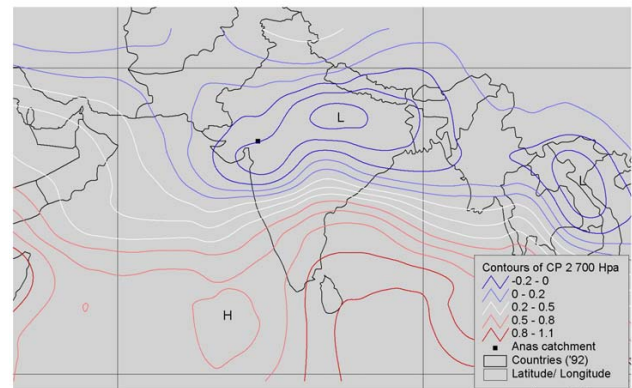 L
L
H
Contours of CP 2 700 Hpa
-0.2 - 0
0 - 0.2
0.2 - 0.5
0.5 - 0.8
0.8 - 1.1
Anas catchment
Countries ('92)
Latitude/ Longitude